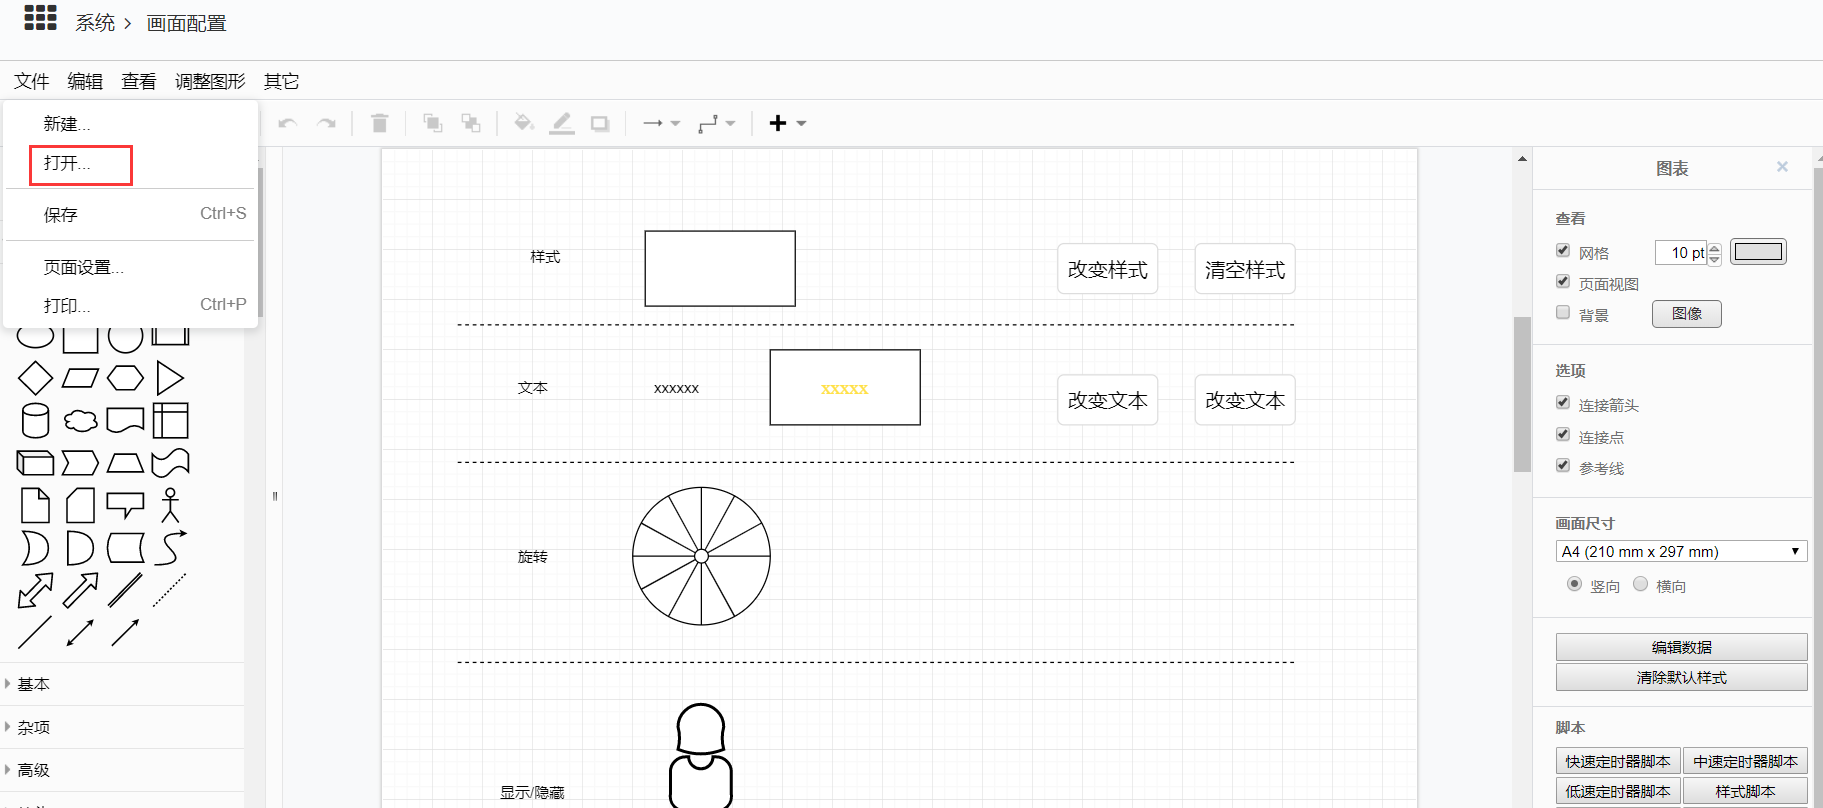 系统 > 画面配置
文件 编辑 查看 调整图形 其它
新建...
打开...
保存 Ctrl+S
页面设置...
打印... Ctrl+P
基本
杂项
高级
样式
改变样式 清空样式
文本 xxxxxx xxxxx 改变文本 改变文本
旋转
显示/隐藏
图表
查看
网格 10 pt
页面视图
背景 图像
选项
连接箭头
连接点
参考线
画面尺寸
A4 (210 mm x 297 mm)
竖向 横向
编辑数据
清除默认样式
脚本
快速定时器脚本 中速定时器脚本
低速定时器脚本 样式脚本